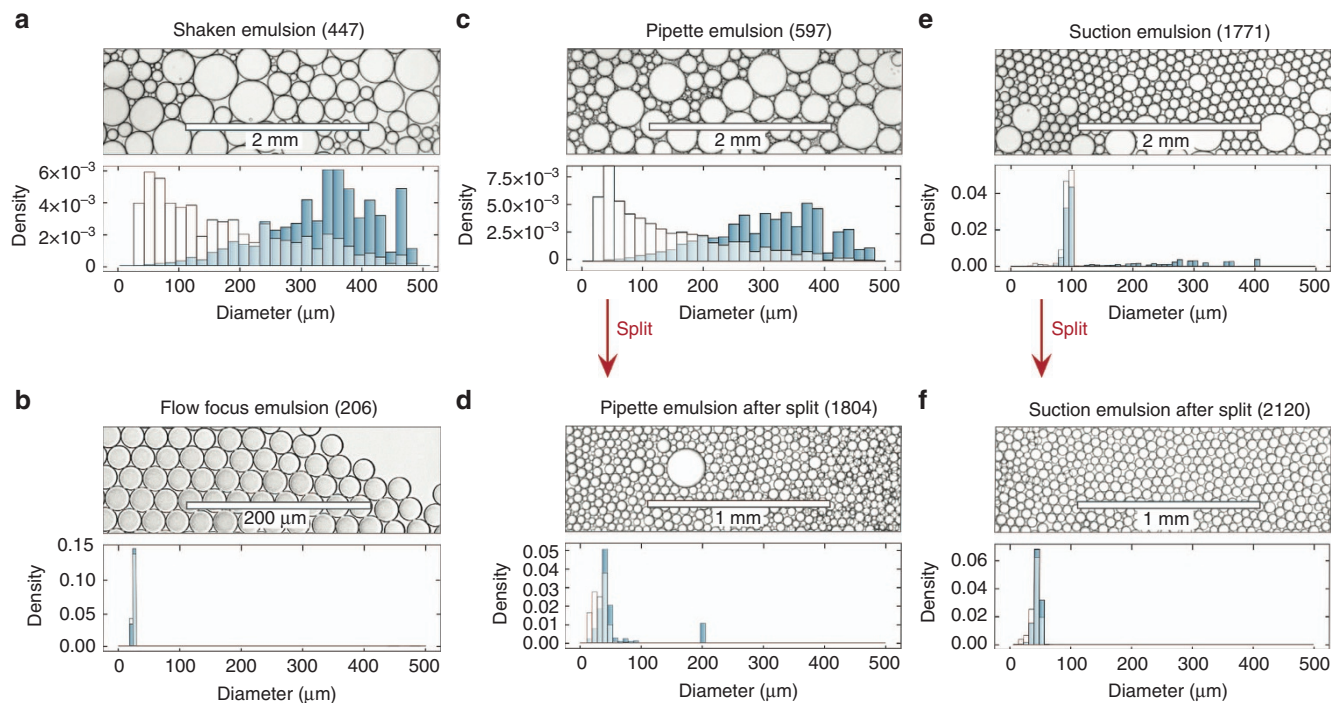 a
Shaken emulsion (447)
2 mm
6×10⁻³
4×10⁻³
2×10⁻³
0
Density
0 100 200 300 400 500
Diameter (μm)
c
Pipette emulsion (597)
2 mm
7.5×10⁻³
5.0×10⁻³
2.5×10⁻³
0
Density
0 100 200 300 400 500
Diameter (μm)
Split
e
Suction emulsion (1771)
2 mm
0.04
0.02
0.00
Density
0 100 200 300 400 500
Diameter (μm)
Split
b
Flow focus emulsion (206)
200 μm
0.15
0.10
0.05
0.00
Density
0 100 200 300 400 500
Diameter (μm)
d
Pipette emulsion after split (1804)
1 mm
0.05
0.04
0.03
0.02
0.01
0.00
Density
0 100 200 300 400 500
Diameter (μm)
f
Suction emulsion after split (2120)
1 mm
0.06
0.04
0.02
0.00
Density
0 100 200 300 400 500
Diameter (μm)